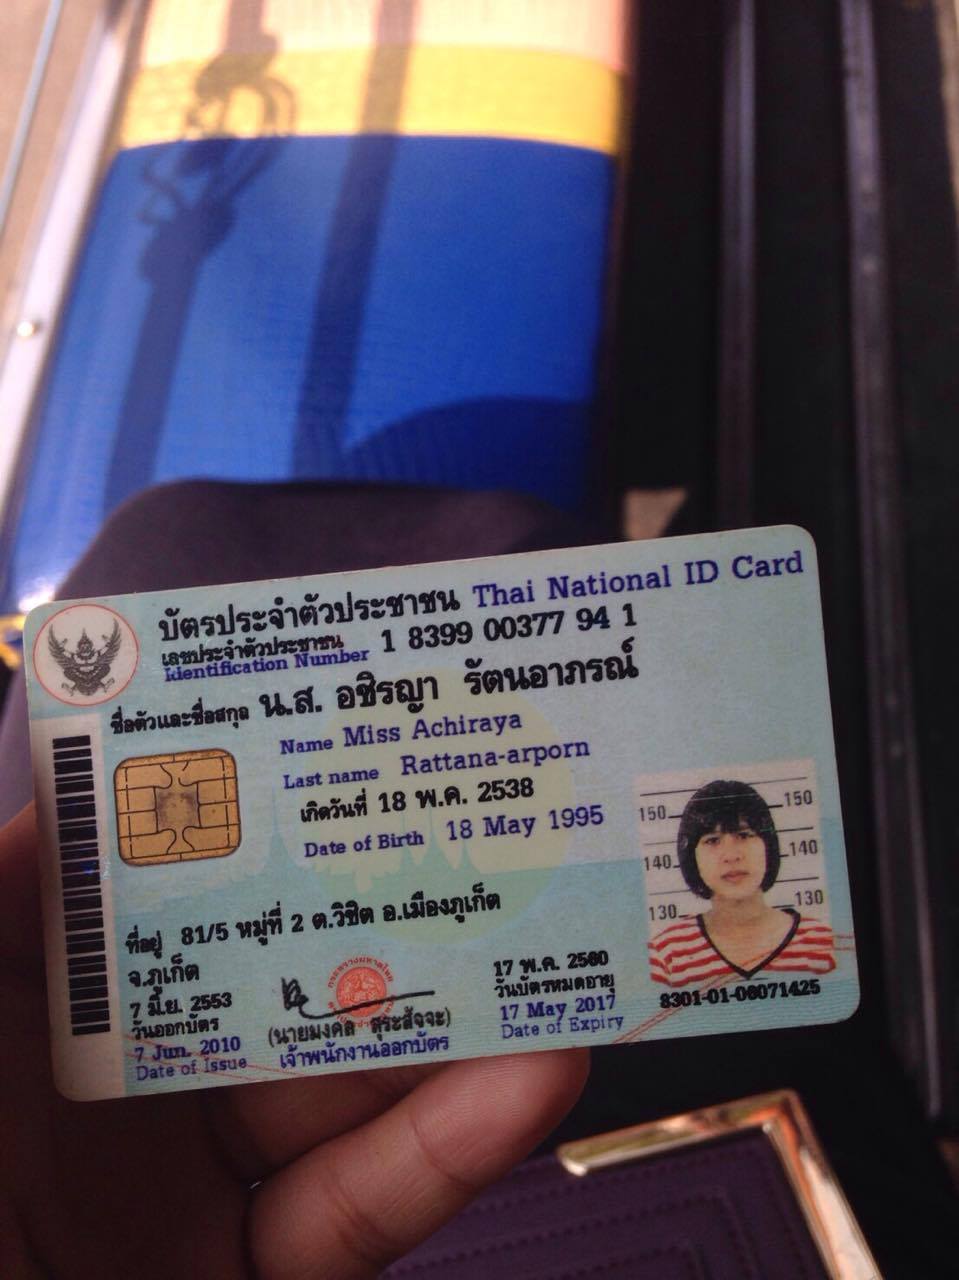 บัตรประจำตัวประชาชน Thai National ID Card
เลขประจำตัวประชาชน
Identification Number 1 8399 00377 94 1
ชื่อตัวและชื่อสกุล น.ส. อชิรญา รัตนอาภรณ์
Name Miss Achiraya
Last name Rattana-arporn
เกิดวันที่ 18 พ.ค. 2538
Date of Birth 18 May 1995
150 150
140 140
130 130
ที่อยู่ 81/5 หมู่ที่ 2 ต.วิชิต อ.เมืองภูเก็ต
จ.ภูเก็ต
7 มิ.ย. 2553
วันออกบัตร
7 Jun. 2010
Date of Issue
(นายมงคล สุระสัจจะ)
เจ้าพนักงานออกบัตร
17 พ.ค. 2560
วันบัตรหมดอายุ
17 May 2017
Date of Expiry
8301-01-06071425